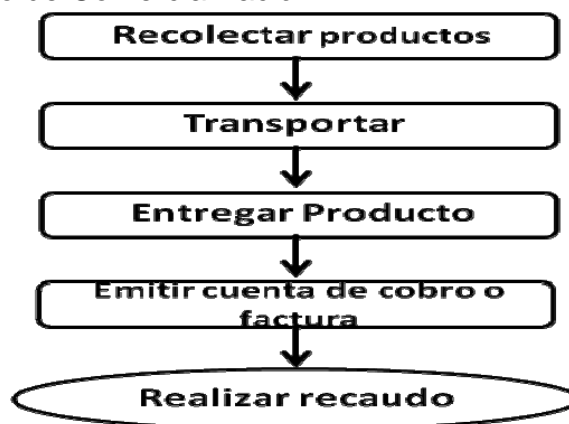 Recolectar productos
Transportar
Entregar Producto
Emitir cuenta de cobro o
factura
Realizar recaudo